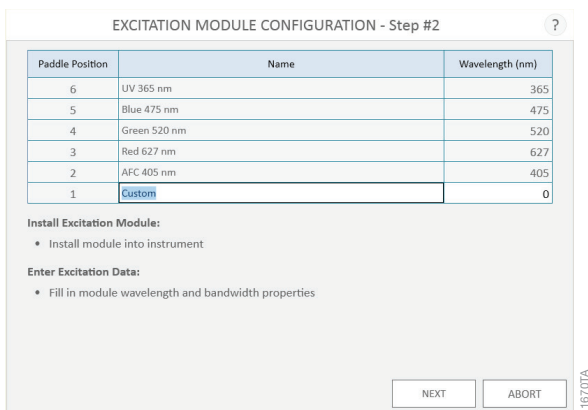 EXCITATION MODULE CONFIGURATION - Step #2 ?
Paddle Position Name Wavelength (nm)
6 UV 365 nm 365
5 Blue 475 nm 475
4 Green 520 nm 520
3 Red 627 nm 627
2 AFC 405 nm 405
1 Custom 0
Install Excitation Module:
• Install module into instrument
Enter Excitation Data:
• Fill in module wavelength and bandwidth properties
NEXT ABORT
1670TA